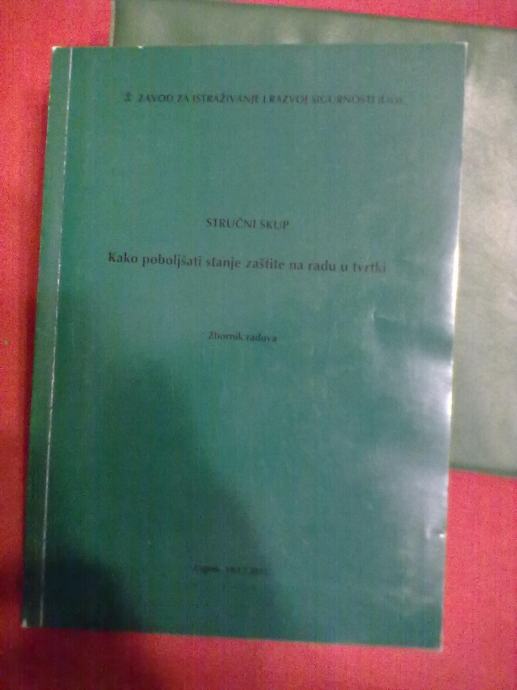 ZAVOD ZA ISTRAŽIVANJE I RAZVOJ SIGURNOSTI
STRUČNI SKUP
Kako poboljšati stanje zaštite na radu u tvrtki
Zbornik radova